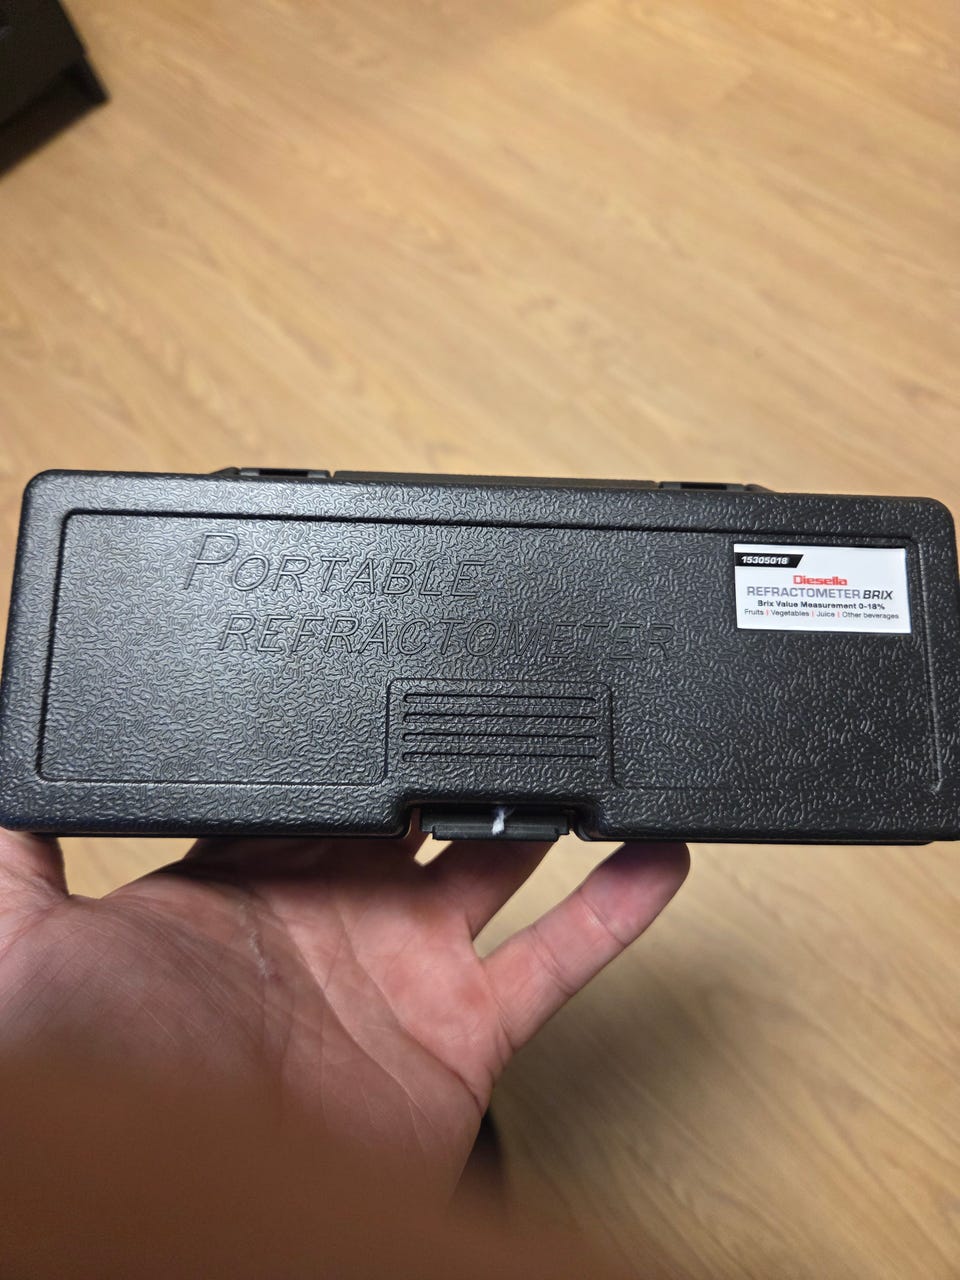 PORTABLE
REFRACTOMETER
15305018
Diesella
REFRACTOMETER BRIX
Brix Value Measurement 0-18%
Fruits | Vegetables | Juice | Other beverages